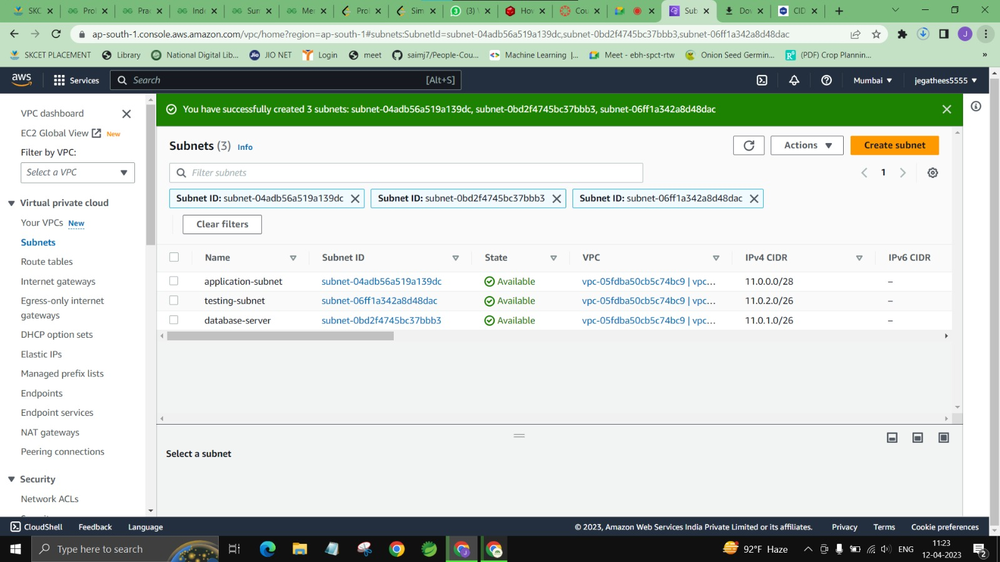 SKC
Prol
Prac
Inde
Sun
Mer
Prol
Sim
(3)
Hov
Cou
Sub
Dov
CID
ap-south-1.console.aws.amazon.com/vpc/home?region=ap-south-1#subnets:SubnetId=subnet-04adb56a519a139dc,subnet-0bd2f4745bc37bbb3,subnet-06ff1a342a8d48dac
J
SKCET PLACEMENT
Library
National Digital Lib...
JIO NET
Login
meet
saimj7/People-Cou...
Machine Learning |...
Meet - ebh-spct-rtw
Onion Seed Germin...
(PDF) Crop Plannin...
»
aws
Services
Search
[Alt+S]
Mumbai
jegathees5555
VPC dashboard
EC2 Global View New
Filter by VPC:
Select a VPC
Virtual private cloud
Your VPCs New
Subnets
Route tables
Internet gateways
Egress-only internet
gateways
DHCP option sets
Elastic IPs
Managed prefix lists
Endpoints
Endpoint services
NAT gateways
Peering connections
Security
Network ACLs
You have successfully created 3 subnets: subnet-04adb56a519a139dc, subnet-0bd2f4745bc37bbb3, subnet-06ff1a342a8d48dac
Subnets (3) Info
Actions
Create subnet
Filter subnets
1
Subnet ID: subnet-04adb56a519a139dc
Subnet ID: subnet-0bd2f4745bc37bbb3
Subnet ID: subnet-06ff1a342a8d48dac
Clear filters
Name Subnet ID State VPC IPv4 CIDR IPv6 CIDR
application-subnet subnet-04adb56a519a139dc Available vpc-05fdba50cb5c74bc9 | vpc... 11.0.0.0/28 –
testing-subnet subnet-06ff1a342a8d48dac Available vpc-05fdba50cb5c74bc9 | vpc... 11.0.2.0/26 –
database-server subnet-0bd2f4745bc37bbb3 Available vpc-05fdba50cb5c74bc9 | vpc... 11.0.1.0/26 –
Select a subnet
CloudShell
Feedback
Language
© 2023, Amazon Web Services India Private Limited or its affiliates.
Privacy
Terms
Cookie preferences
Type here to search
92°F Haze
ENG
11:23
12-04-2023
2